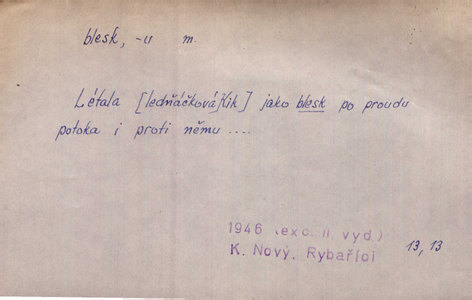 blesk, -u m.
Létala [ledňáčková] Kik] jako blesk po proudu
potoka i proti němu ....
1946 (exc. II vyd.)
K. Nový, Rybaříci 13, 13